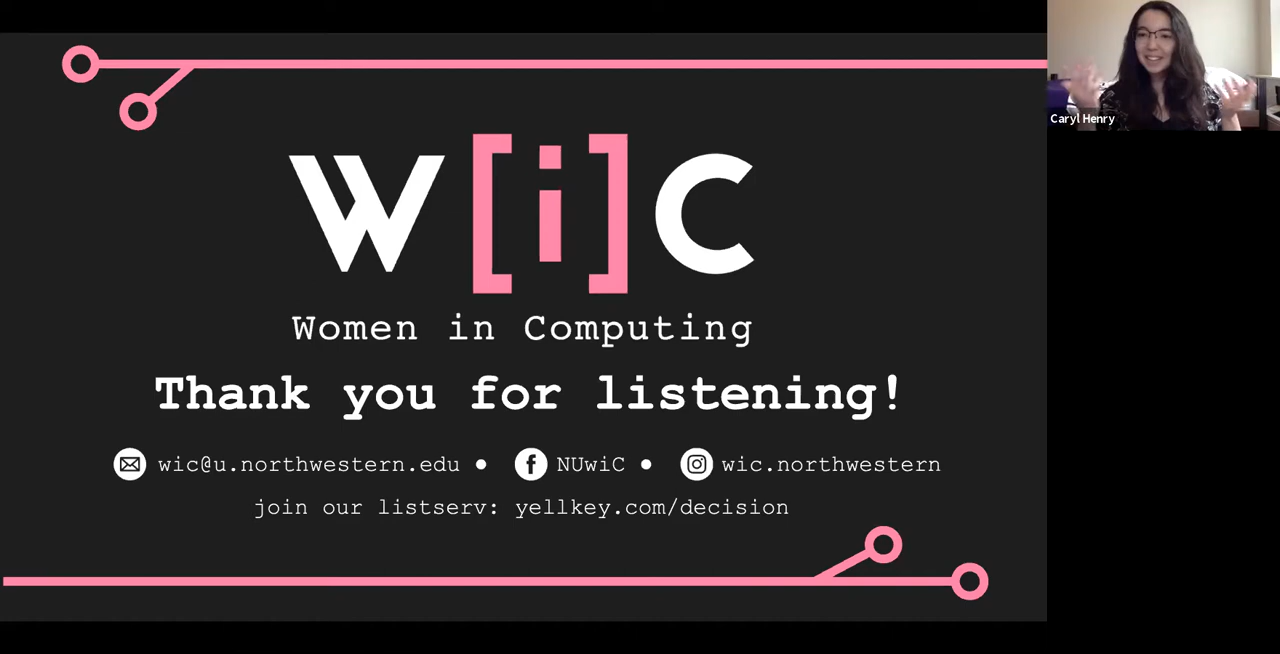 W[i]C
Women in Computing
Thank you for listening!
wic@u.northwestern.edu • NUwiC • wic.northwestern
join our listserv: yellkey.com/decision
Caryl Henry